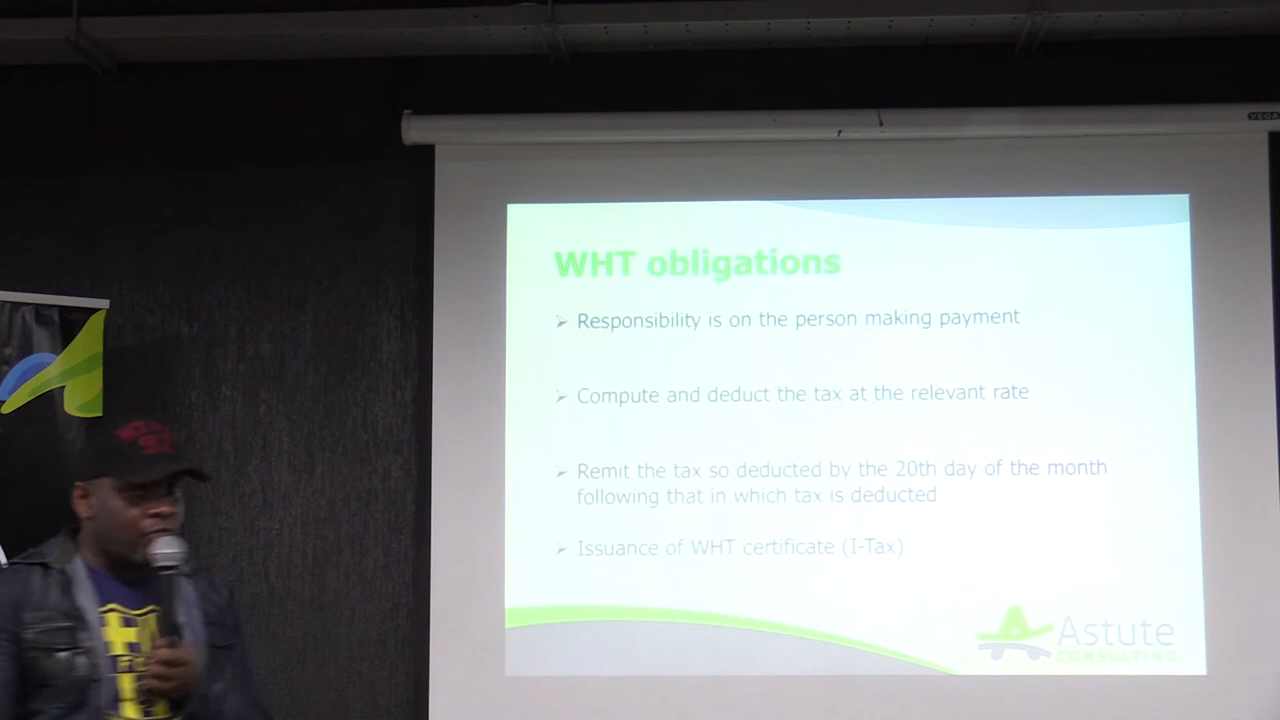 VEGA
WHT obligations
Responsibility is on the person making payment
Compute and deduct the tax at the relevant rate
Remit the tax so deducted by the 20th day of the month
following that in which tax is deducted
Issuance of WHT certificate (I-Tax)
Astute
CONSULTING